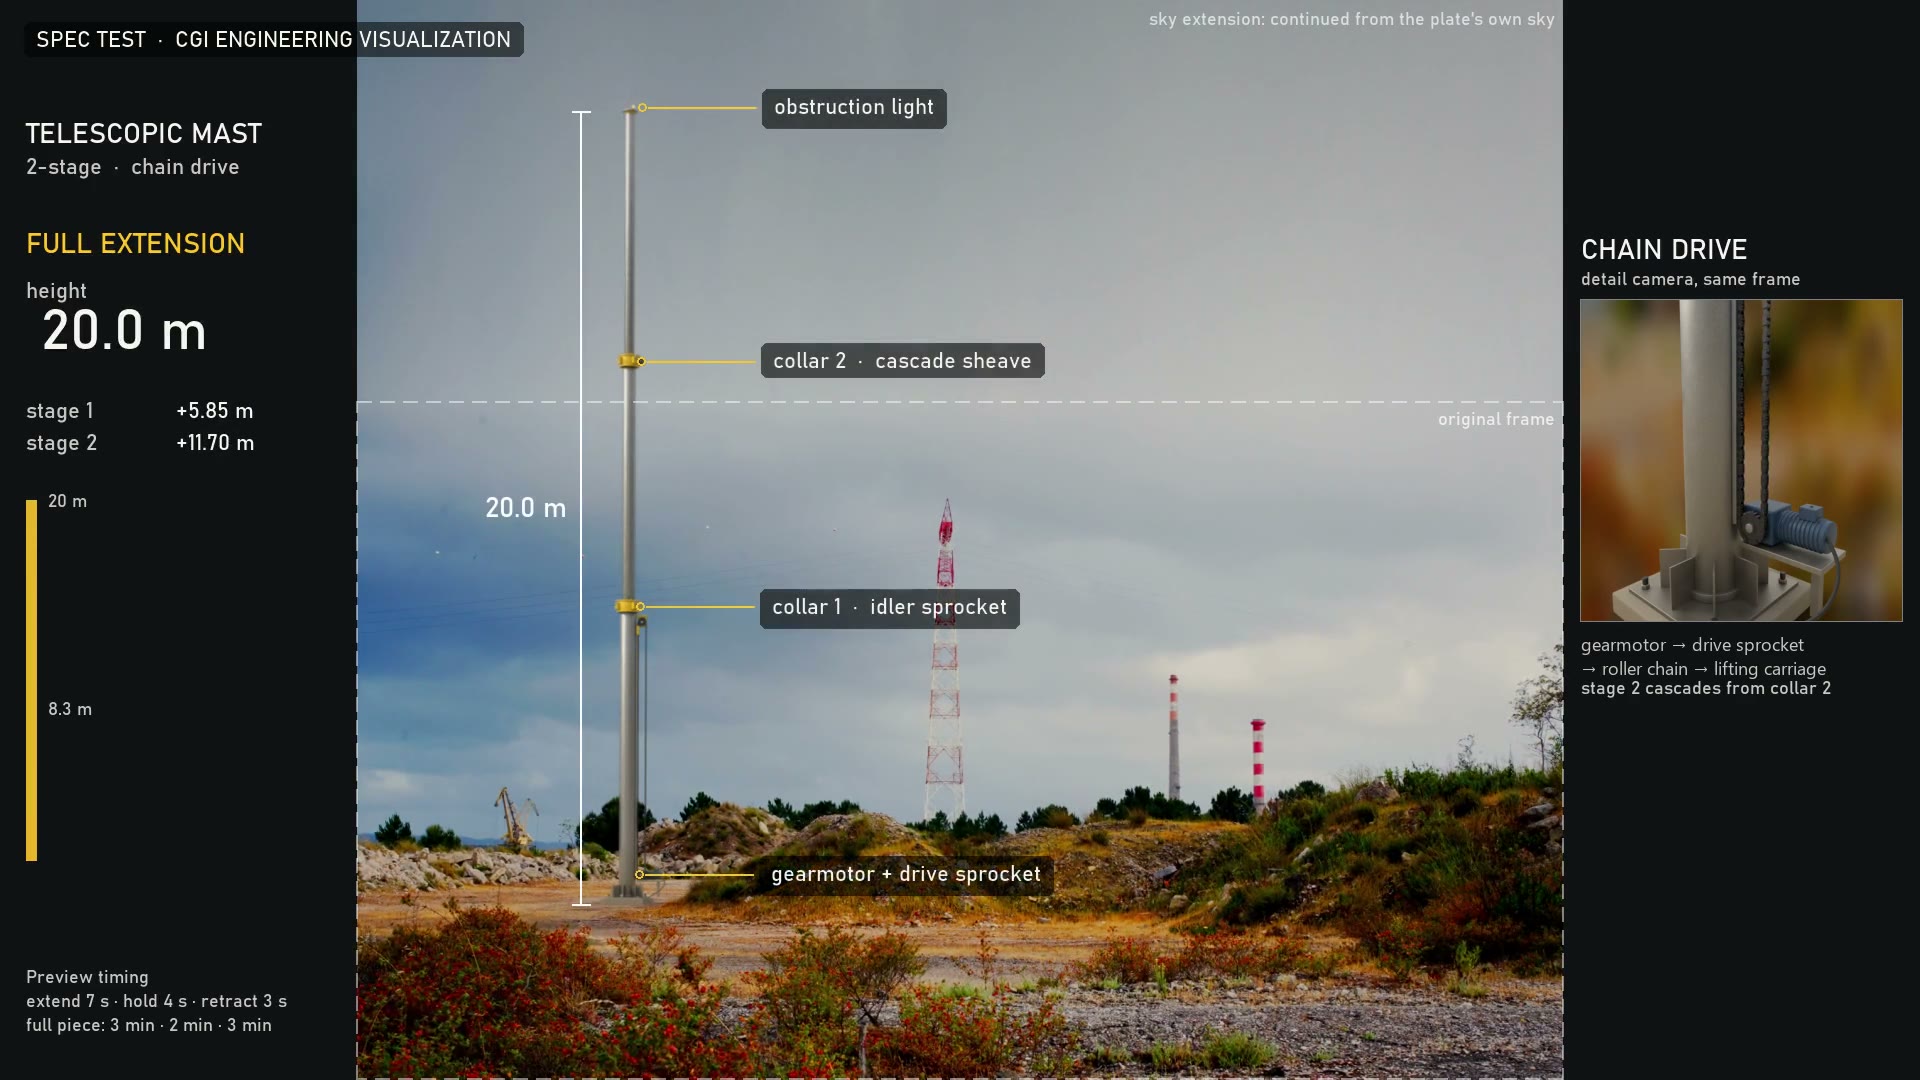 SPEC TEST · CGI ENGINEERING VISUALIZATION
sky extension: continued from the plate's own sky
TELESCOPIC MAST
2-stage · chain drive
FULL EXTENSION
height
20.0 m
stage 1 +5.85 m
stage 2 +11.70 m
20 m
8.3 m
Preview timing
extend 7 s · hold 4 s · retract 3 s
full piece: 3 min · 2 min · 3 min
obstruction light
collar 2 · cascade sheave
original frame
20.0 m
collar 1 · idler sprocket
gearmotor + drive sprocket
CHAIN DRIVE
detail camera, same frame
gearmotor → drive sprocket
→ roller chain → lifting carriage
stage 2 cascades from collar 2